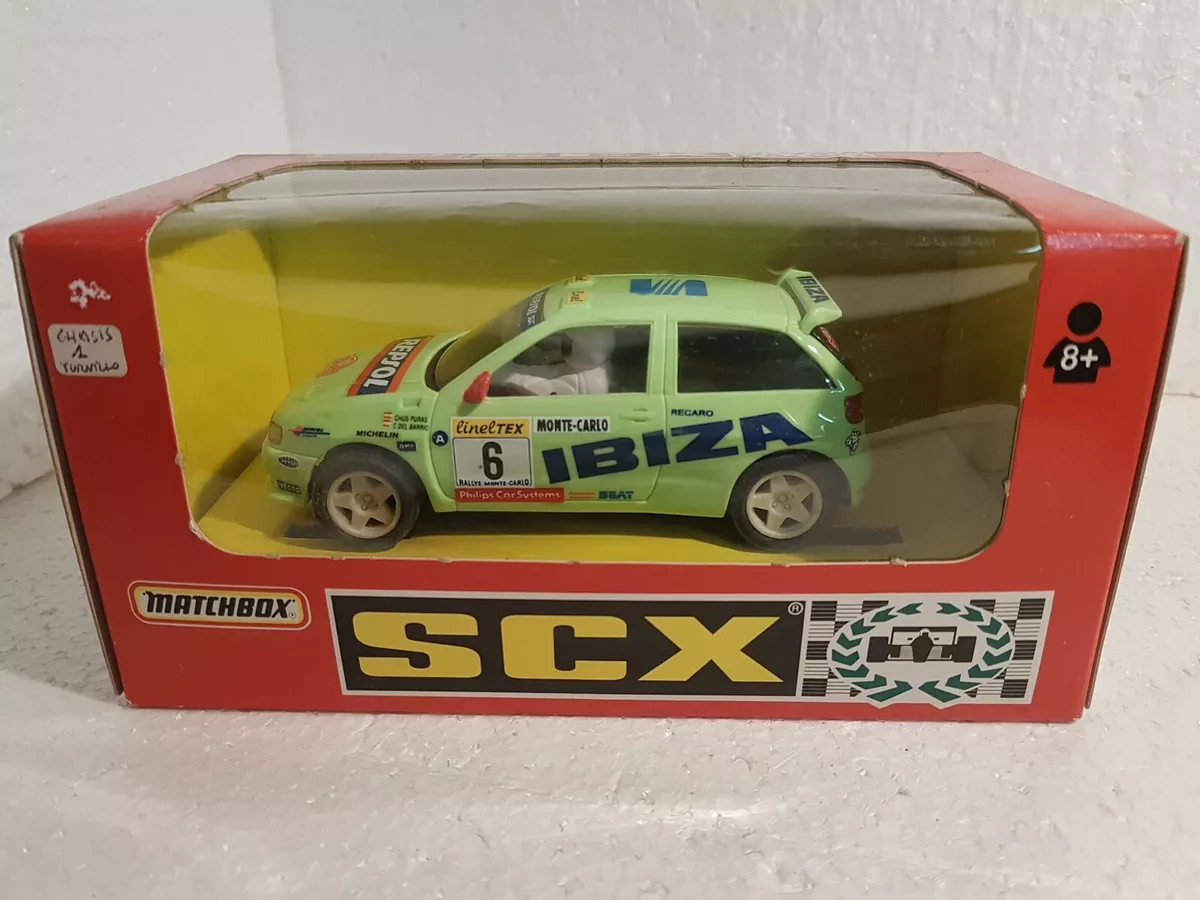 CHASIS
1
TORNILLO
8+
IBIZA
REPSOL
CHUS PURAS
C.DEL BARRIO
MICHELIN
A
linelTEX
MONTE-CARLO
6
RALLYE MONTE-CARLO
Philips Car Systems
SEAT
RECARO
IBIZA
MATCHBOX
SCX